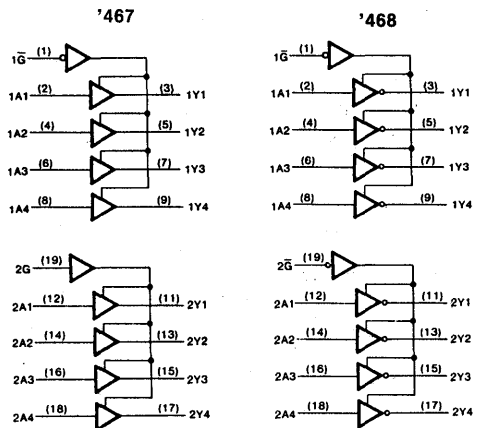 '467
1G̅ (1)
1A1 (2) (3) 1Y1
1A2 (4) (5) 1Y2
1A3 (6) (7) 1Y3
1A4 (8) (9) 1Y4
2G (19)
2A1 (12) (11) 2Y1
2A2 (14) (13) 2Y2
2A3 (16) (15) 2Y3
2A4 (18) (17) 2Y4
'468
1G̅ (1)
1A1 (2) (3) 1Y1
1A2 (4) (5) 1Y2
1A3 (6) (7) 1Y3
1A4 (8) (9) 1Y4
2G̅ (19)
2A1 (12) (11) 2Y1
2A2 (14) (13) 2Y2
2A3 (16) (15) 2Y3
2A4 (18) (17) 2Y4